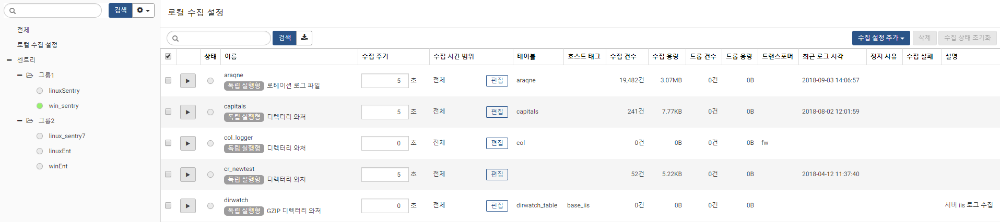 검색
전체
로컬 수집 설정
센트리
그룹1
linuxSentry
win_sentry
그룹2
linux_sentry7
linuxEnt
winEnt
로컬 수집 설정
검색
수집 설정 추가 삭제 수집 상태 초기화
상태 이름 수집 주기 수집 시간 범위 테이블 호스트 태그 수집 건수 수집 용량 드롭 건수 드롭 용량 트랜스포머 최근 로그 시각 정지 사유 수집 실패 설명
araqne
독립 실행형 로테이션 로그 파일 5 초 전체 편집 araqne 19,482건 3.07MB 0건 0B 2018-09-03 14:06:57
capitals
독립 실행형 디렉터리 와처 5 초 전체 편집 capitals 241건 7.77KB 0건 0B 2018-08-02 12:01:59
col_logger
독립 실행형 디렉터리 와처 0 초 전체 편집 col 0건 0B 0건 0B fw
cr_newtest
독립 실행형 디렉터리 와처 5 초 전체 편집 52건 5.22KB 0건 0B 2018-04-12 11:37:40
dirwatch
독립 실행형 GZIP 디렉터리 와처 0 초 전체 편집 dirwatch_table base_iis 0건 0B 0건 0B 서버 iis 로그 수집